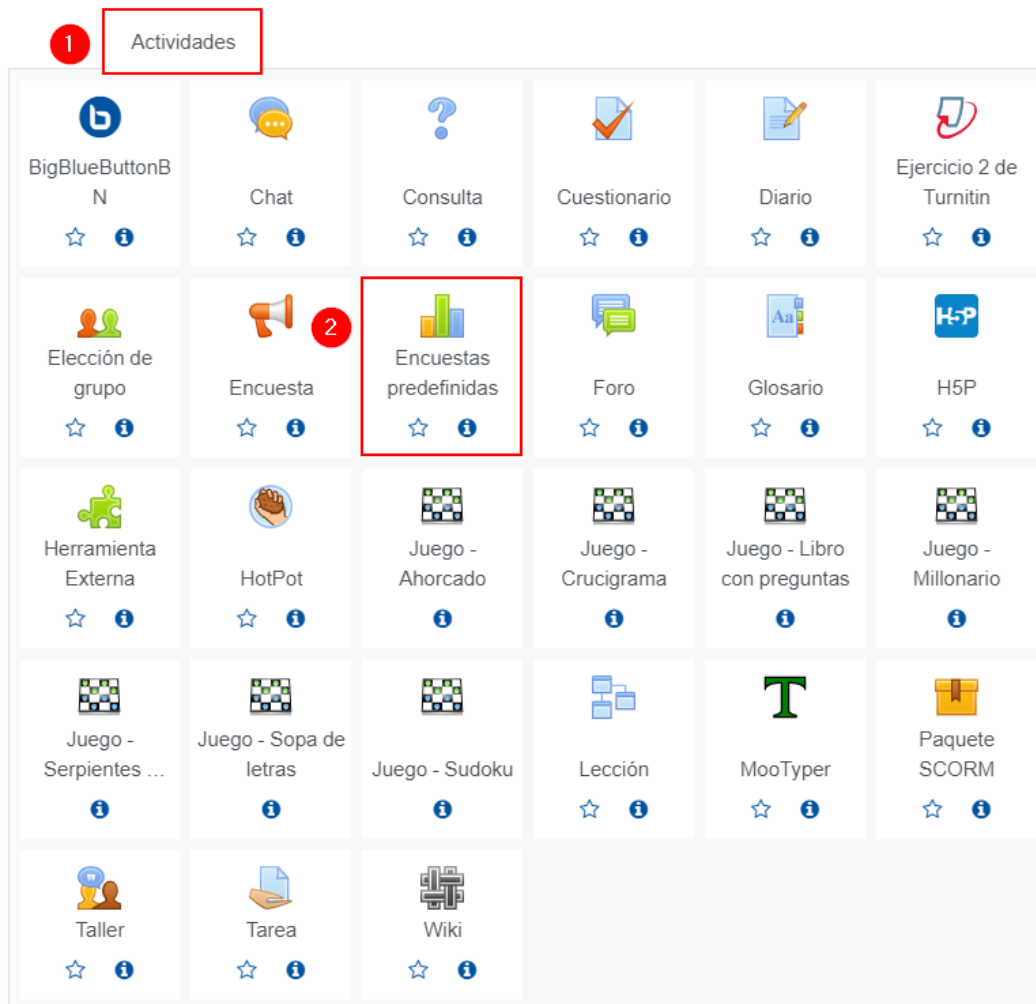 1
Actividades
BigBlueButtonB
N
Chat
Consulta
Cuestionario
Diario
Ejercicio 2 de
Turnitin
Elección de
grupo
Encuesta
2
Encuestas
predefinidas
Foro
Aa
Glosario
H5P
H5P
Herramienta
Externa
HotPot
Juego -
Ahorcado
Juego -
Crucigrama
Juego - Libro
con preguntas
Juego -
Millonario
Juego -
Serpientes ...
Juego - Sopa de
letras
Juego - Sudoku
Lección
T
MooTyper
Paquete
SCORM
Taller
Tarea
Wiki